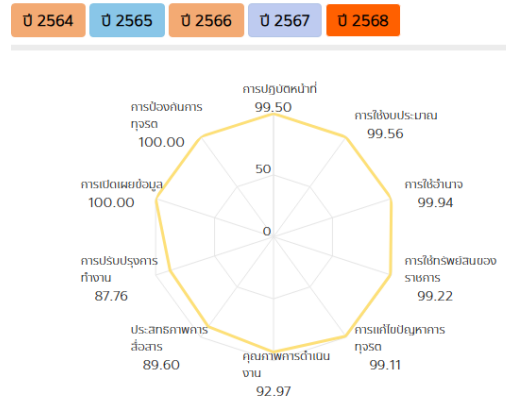 ปี 2564 ปี 2565 ปี 2566 ปี 2567 ปี 2568
การปฏิบัติหน้าที่
99.50
การป้องกันการ
ทุจริต
100.00
การใช้งบประมาณ
99.56
50
การเปิดเผยข้อมูล
100.00
การใช้อำนาจ
99.94
0
การปรับปรุงการ
ทำงาน
87.76
การใช้ทรัพย์สินของ
ราชการ
99.22
ประสิทธิภาพการ
สื่อสาร
89.60
คุณภาพการดำเนิน
งาน
92.97
การแก้ไขปัญหาการ
ทุจริต
99.11